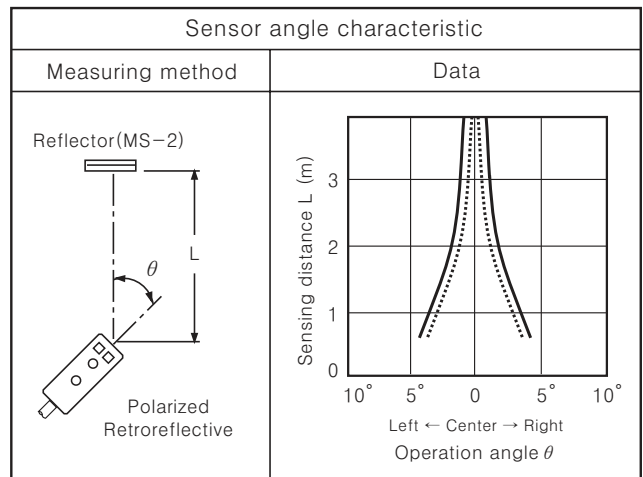 Sensor angle characteristic
Measuring method
Data
Reflector(MS-2)
L
θ
Polarized
Retroreflective
Sensing distance L (m)
3
2
1
0
10° 5° 0 5° 10°
Left ← Center → Right
Operation angle θ